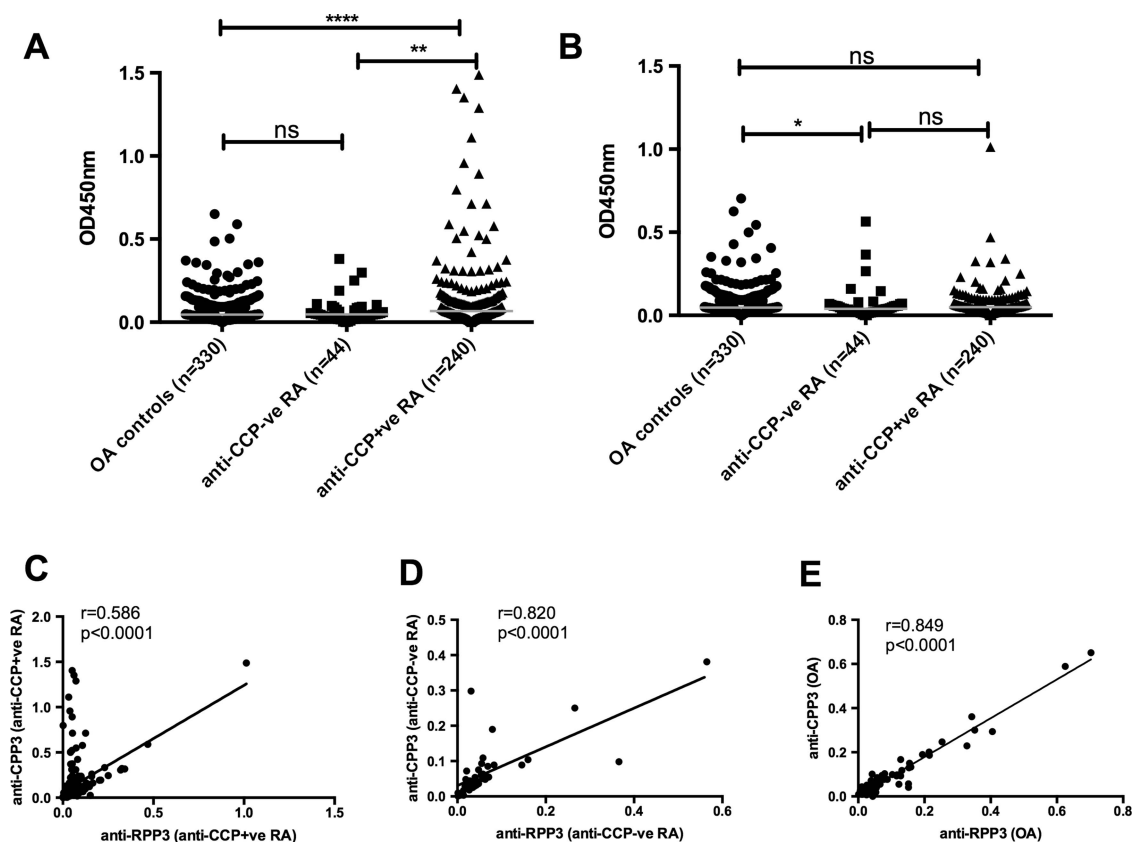 A
****
**
ns
OD450nm
1.5
1.0
0.5
0.0
OA controls (n=330)
anti-CCP-ve RA (n=44)
anti-CCP+ve RA (n=240)
B
ns
*
ns
OD450nm
1.5
1.0
0.5
0.0
OA controls (n=330)
anti-CCP-ve RA (n=44)
anti-CCP+ve RA (n=240)
C
r=0.586
p<0.0001
anti-CPP3 (anti-CCP+ve RA)
2.0
1.5
1.0
0.5
0.0
0.0 0.5 1.0 1.5
anti-RPP3 (anti-CCP+ve RA)
D
r=0.820
p<0.0001
anti-CPP3 (anti-CCP-ve RA)
0.5
0.4
0.3
0.2
0.1
0.0
0.0 0.2 0.4 0.6
anti-RPP3 (anti-CCP-ve RA)
E
r=0.849
p<0.0001
anti-CPP3 (OA)
0.8
0.6
0.4
0.2
0.0
0.0 0.2 0.4 0.6 0.8
anti-RPP3 (OA)